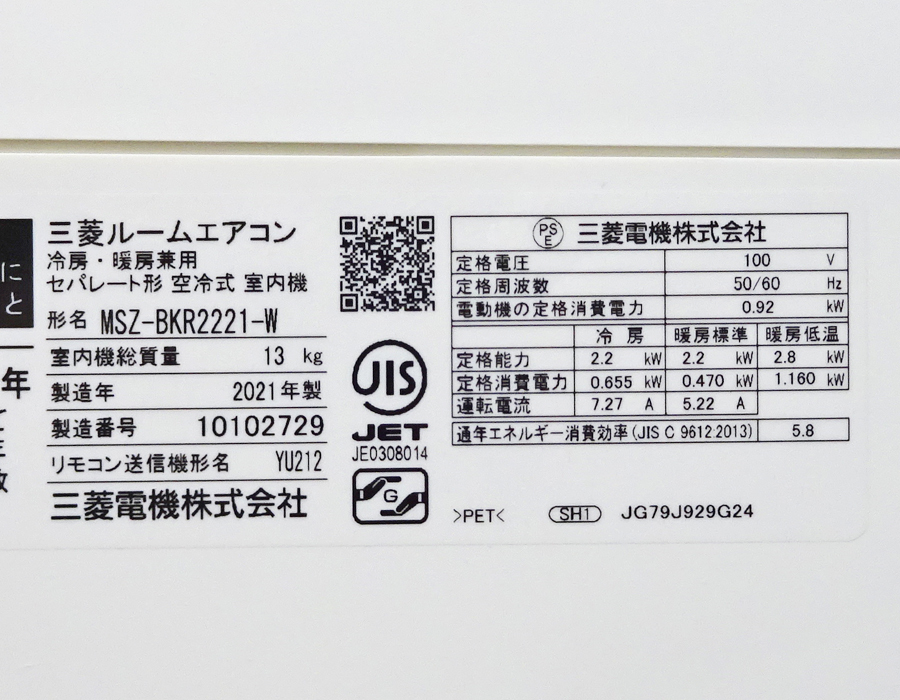 に
と
年
三菱ルームエアコン
冷房・暖房兼用
セパレート形 空冷式 室内機
形名 MSZ-BKR2221-W
室内機総質量 13 kg
製造年 2021年製
製造番号 10102729
リモコン送信機形名 YU212
三菱電機株式会社
JIS
JET
JE0308014
G
PS
E
三菱電機株式会社
定格電圧 100 V
定格周波数 50/60 Hz
電動機の定格消費電力 0.92 kW
冷房 暖房標準 暖房低温
定格能力 2.2 kW 2.2 kW 2.8 kW
定格消費電力 0.655 kW 0.470 kW 1.160 kW
運転電流 7.27 A 5.22 A
通年エネルギー消費効率(JIS C 9612:2013) 5.8
>PET< SH1 JG79J929G24